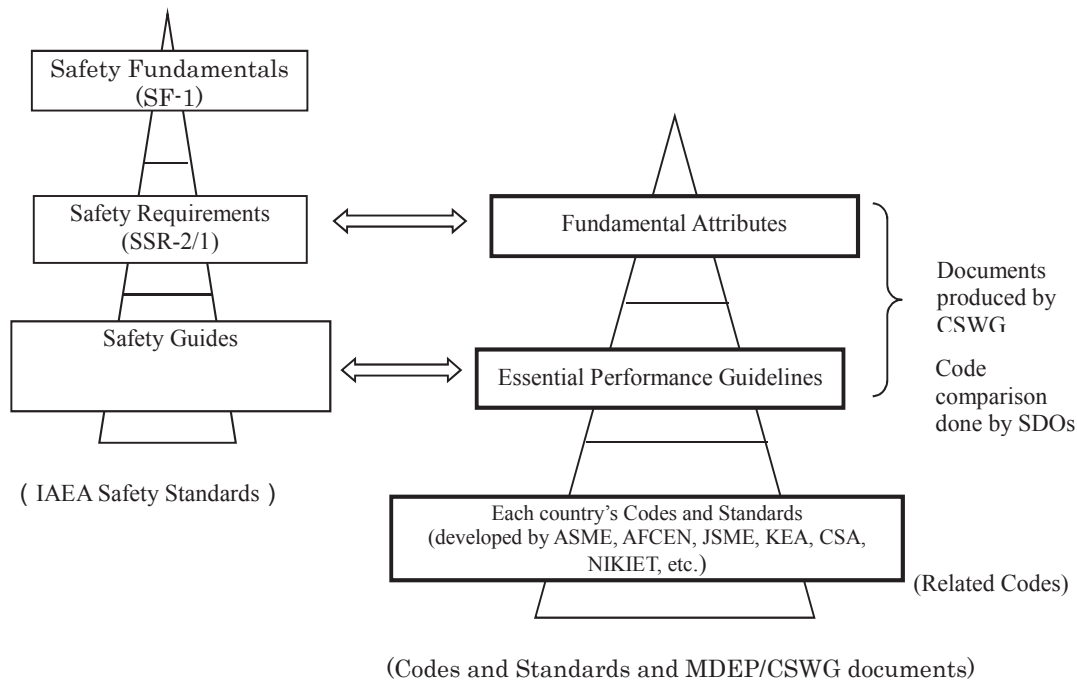 Safety Fundamentals
(SF-1)
Safety Requirements
(SSR-2/1)
Safety Guides
( IAEA Safety Standards )
Fundamental Attributes
Essential Performance Guidelines
Each country's Codes and Standards
(developed by ASME, AFCEN, JSME, KEA, CSA,
NIKIET, etc.)
Documents
produced by
CSWG
Code
comparison
done by SDOs
(Related Codes)
(Codes and Standards and MDEP/CSWG documents)